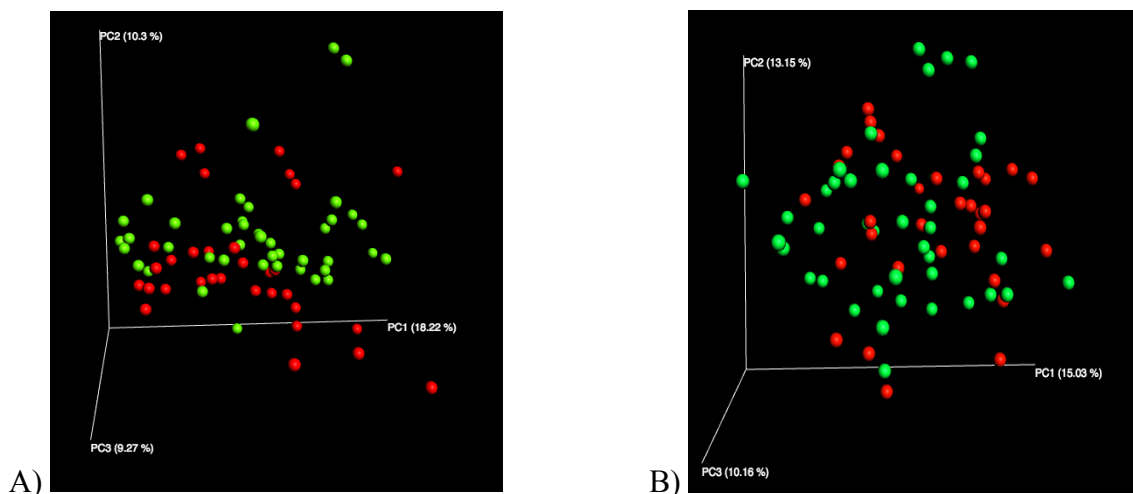 PC2 (10.3 %)
PC1 (18.22 %)
PC3 (9.27 %)
A)
PC2 (13.15 %)
PC1 (15.03 %)
PC3 (10.16 %)
B)